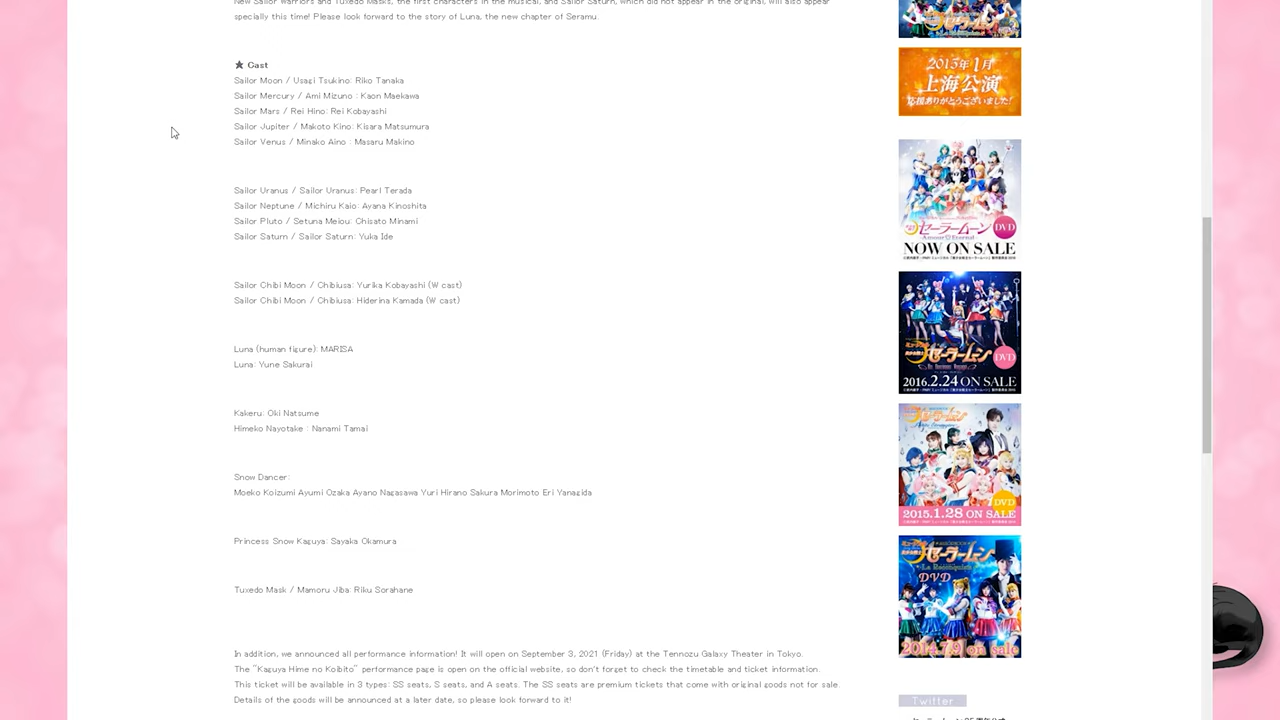 New Sailor Warriors and Tuxedo Masks, the first characters in the musical, and Sailor Saturn, which did not appear in the original, will also appear
specially this time! Please look forward to the story of Luna, the new chapter of Seramu.
★ Cast
Sailor Moon / Usagi Tsukino: Riko Tanaka
Sailor Mercury / Ami Mizuno : Kaon Maekawa
Sailor Mars / Rei Hino: Rei Kobayashi
Sailor Jupiter / Makoto Kino: Kisara Matsumura
Sailor Venus / Minako Aino : Masaru Makino
Sailor Uranus / Sailor Uranus: Pearl Terada
Sailor Neptune / Michiru Kaio: Ayana Kinoshita
Sailor Pluto / Setuna Meiou: Chisato Minami
Sailor Saturn / Sailor Saturn: Yuka Ide
Sailor Chibi Moon / Chibiusa: Yurika Kobayashi (W cast)
Sailor Chibi Moon / Chibiusa: Hiderina Kamada (W cast)
Luna (human figure): MARISA
Luna: Yune Sakurai
Kakeru: Oki Natsume
Himeko Nayotake : Nanami Tamai
Snow Dancer:
Moeko Koizumi Ayumi Ozaka Ayano Nagasawa Yuri Hirano Sakura Morimoto Eri Yanagida
Princess Snow Kaguya: Sayaka Okamura
Tuxedo Mask / Mamoru Jiba: Riku Sorahane
In addition, we announced all performance information! It will open on September 3, 2021 (Friday) at the Tennozu Galaxy Theater in Tokyo.
The "Kaguya Hime no Koibito" performance page is open on the official website, so don't forget to check the timetable and ticket information.
This ticket will be available in 3 types: SS seats, S seats, and A seats. The SS seats are premium tickets that come with original goods not for sale.
Details of the goods will be announced at a later date, so please look forward to it!
2015年1月
上海公演
応援ありがとうございました!
セーラームーン
Amour Eternal
DVD
NOW ON SALE
セーラームーン
DVD
2016.2.24 ON SALE
セーラームーン
DVD
2015.1.28 ON SALE
セーラームーン
La Reconquista
DVD
2014.7.9 on sale
Twitter